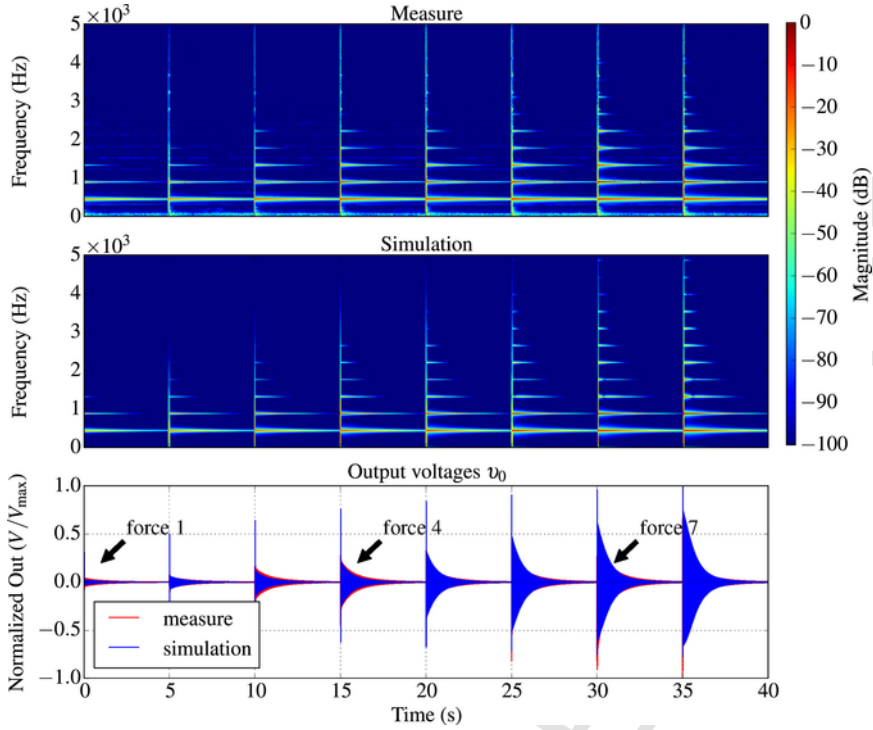 Measure
5 ×10³
4
3
2
1
0
Frequency (Hz)
Simulation
5 ×10³
4
3
2
1
0
Frequency (Hz)
0
−10
−20
−30
−40
−50
−60
−70
−80
−90
−100
Magnitude (dB)
Output voltages v₀
1.0
0.5
0.0
−0.5
−1.0
Normalized Out (V/Vmax)
force 1
force 4
force 7
measure
simulation
0 5 10 15 20 25 30 35 40
Time (s)